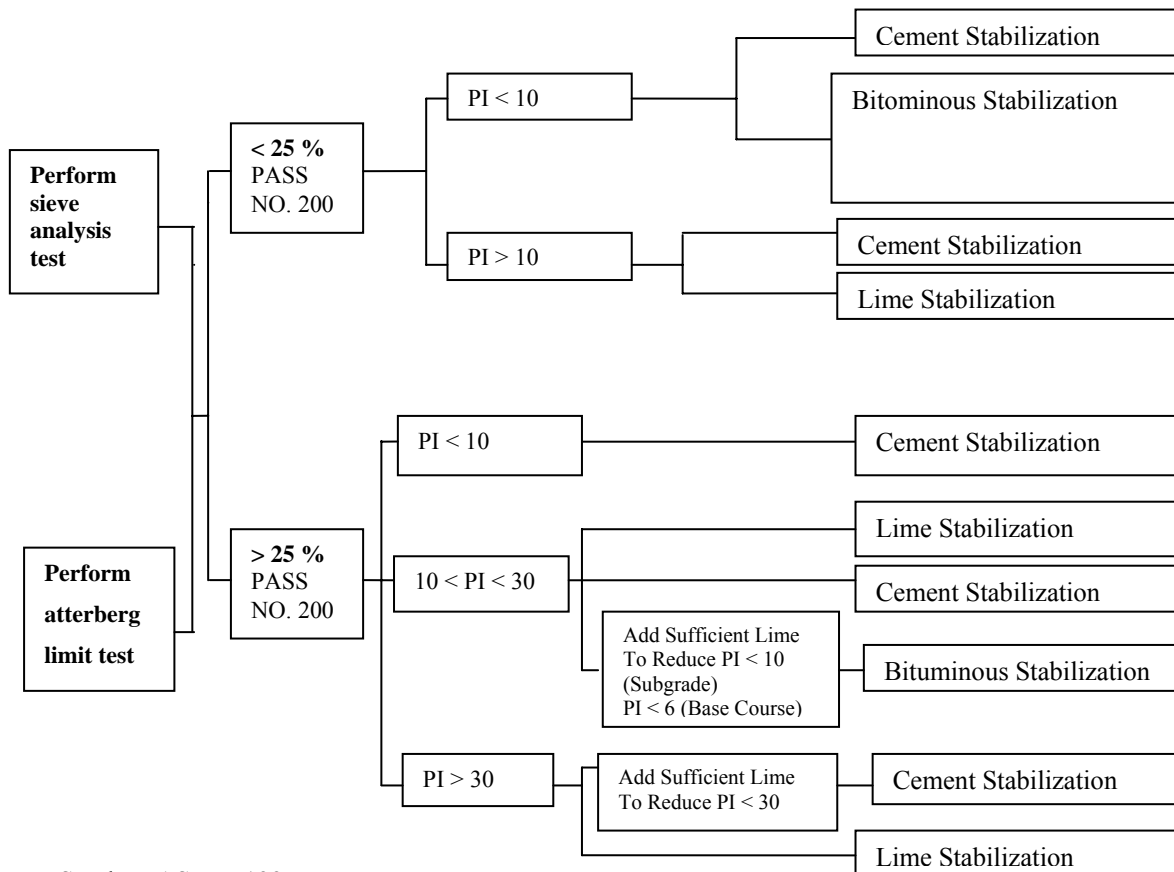 Perform
sieve
analysis
test
Perform
atterberg
limit test
< 25 %
PASS
NO. 200
PI < 10
Cement Stabilization
Bitominous Stabilization
PI > 10
Cement Stabilization
Lime Stabilization
> 25 %
PASS
NO. 200
PI < 10
Cement Stabilization
10 < PI < 30
Lime Stabilization
Cement Stabilization
Add Sufficient Lime
To Reduce PI < 10
(Subgrade)
PI < 6 (Base Course)
Bituminous Stabilization
PI > 30
Add Sufficient Lime
To Reduce PI < 30
Cement Stabilization
Lime Stabilization